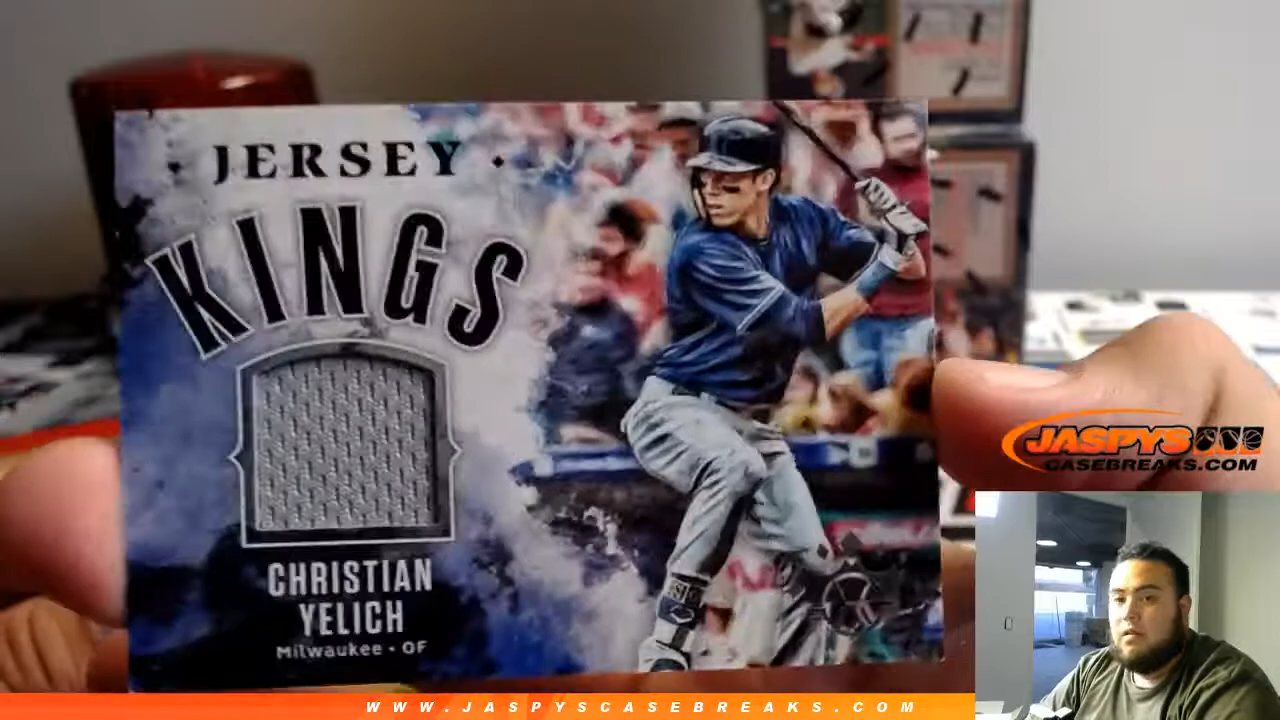 JERSEY
KINGS
CHRISTIAN
YELICH
Milwaukee • OF
JASPYS
CASEBREAKS.COM
WWW.JASPYSCASEBREAKS.COM